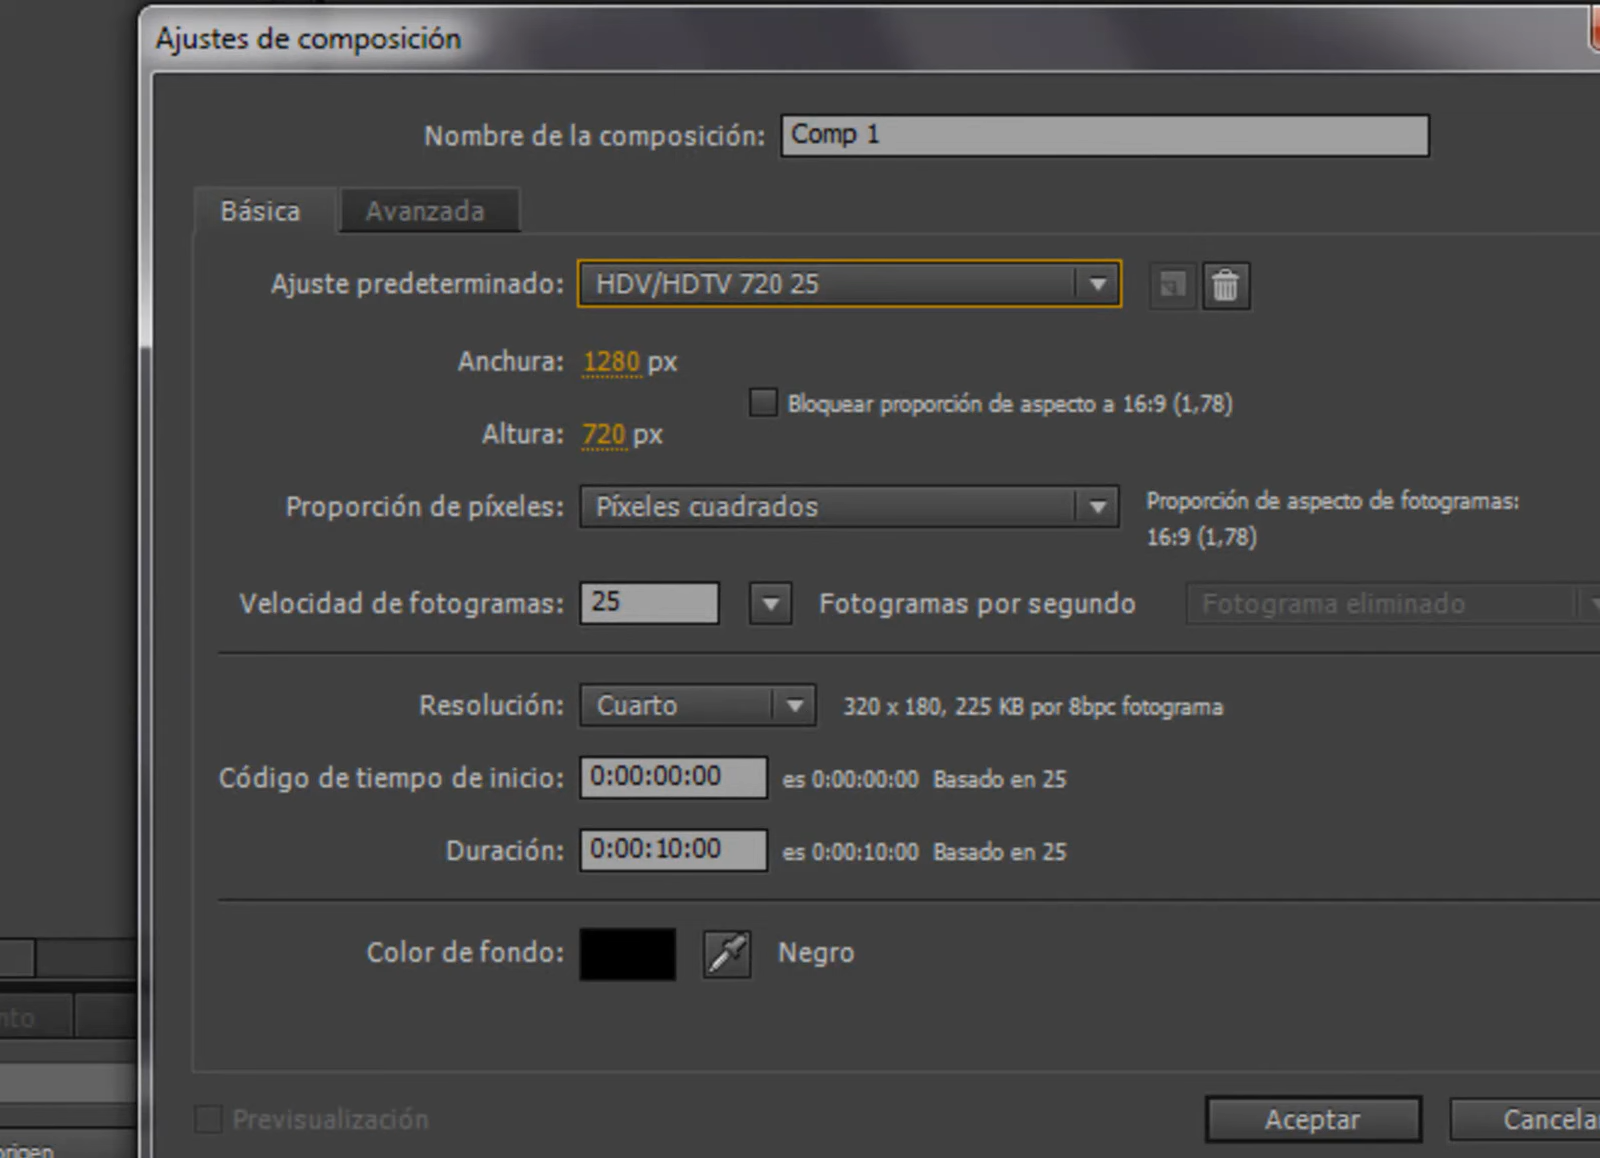 Ajustes de composición
Nombre de la composición: Comp 1
Básica Avanzada
Ajuste predeterminado: HDV/HDTV 720 25
Anchura: 1280 px
Bloquear proporción de aspecto a 16:9 (1,78)
Altura: 720 px
Proporción de píxeles: Píxeles cuadrados Proporción de aspecto de fotogramas:
16:9 (1,78)
Velocidad de fotogramas: 25 Fotogramas por segundo Fotograma eliminado
Resolución: Cuarto 320 x 180, 225 KB por 8bpc fotograma
Código de tiempo de inicio: 0:00:00:00 es 0:00:00:00 Basado en 25
Duración: 0:00:10:00 es 0:00:10:00 Basado en 25
Color de fondo: Negro
nto
Previsualización Aceptar Cancela